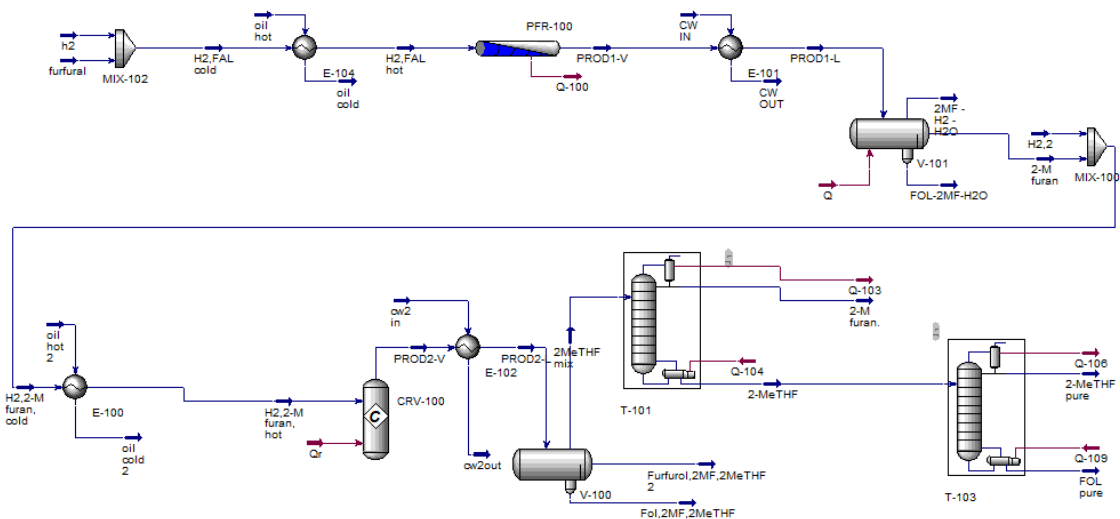 h2
furfural
MIX-102
H2,FAL
cold
oil
hot
E-104
oil
cold
H2,FAL
hot
PFR-100
Q-100
PROD1-V
CW
IN
E-101
CW
OUT
PROD1-L
2MF -
H2 -
H2O
V-101
Q
FOL-2MF-H2O
H2,2
2-M
furan
MIX-100
H2,2-M
furan,
cold
oil
hot
2
E-100
oil
cold
2
H2,2-M
furan,
hot
Qr
CRV-100
C
PROD2-V
cw2
in
E-102
cw2out
PROD2-L
2MeTHF
mix
V-100
Furfurol,2MF,2MeTHF
2
Fol,2MF,2MeTHF
T-101
Q-103
2-M
furan.
Q-104
2-MeTHF
T-103
Q-106
2-MeTHF
pure
Q-109
FOL
pure